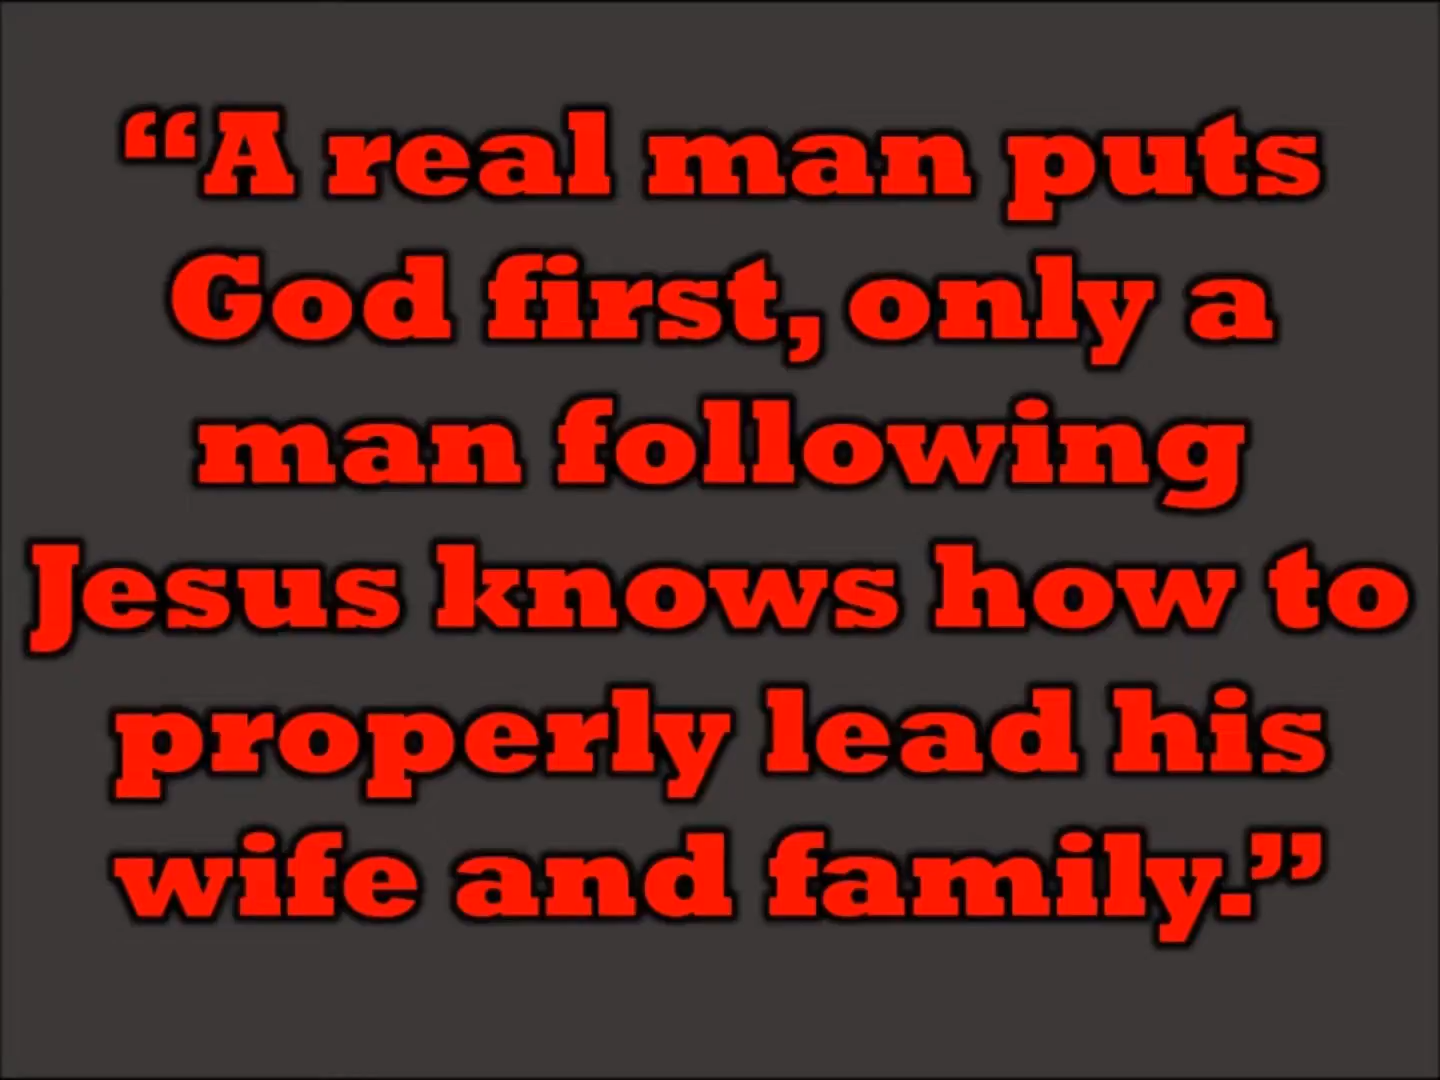 “A real man puts
God first, only a
man following
Jesus knows how to
properly lead his
wife and family.”